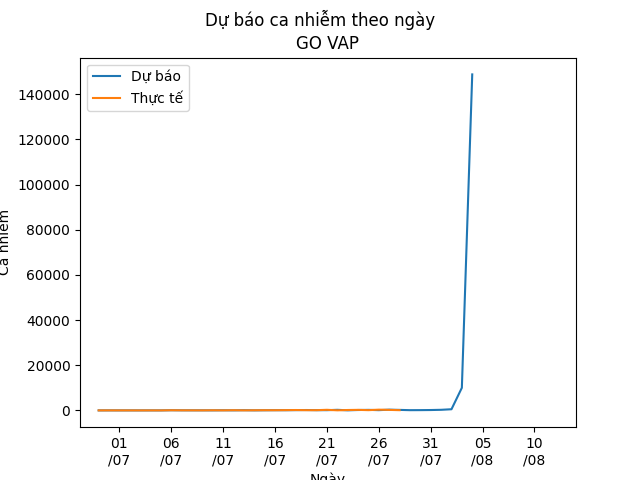 Dự báo ca nhiễm theo ngày
GO VAP
Dự báo
Thực tế
140000
120000
100000
80000
60000
40000
20000
0
Ca nhiễm
01 06 11 16 21 26 31 05 10
/07 /07 /07 /07 /07 /07 /07 /08 /08
Ngày